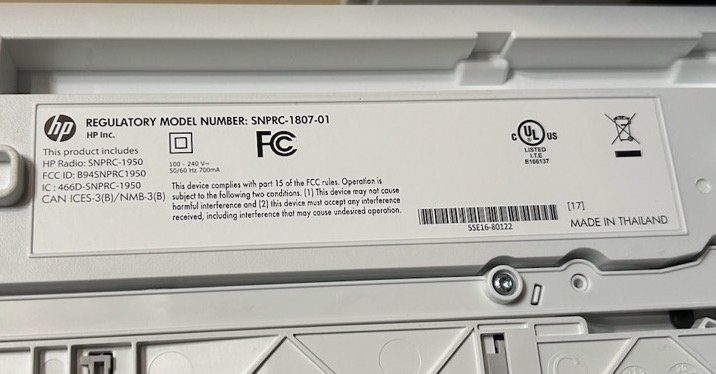 hp
REGULATORY MODEL NUMBER: SNPRC-1807-01
HP Inc.
This product includes
HP Radio: SNPRC-1950
FCC ID: B94SNPRC1950
IC : 466D-SNPRC-1950
CAN ICES-3(B)/NMB-3(B)
100 - 240 V~
50/60 Hz 700mA
FC
This device complies with part 15 of the FCC rules. Operation is
subject to the following two conditions. (1) This device may not cause
harmful interference and (2) this device must accept any interference
received, including interference that may cause undesired operation.
C UL US
LISTED
I.T.E
E166137
5SE16-80122
[17]
MADE IN THAILAND